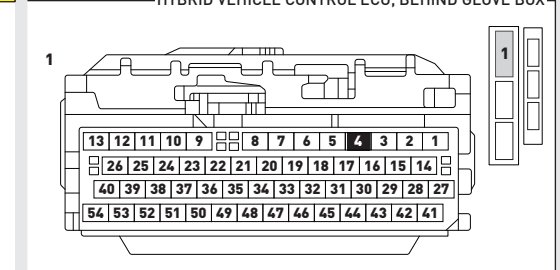 HYBRID VEHICLE CONTROL ECU, BEHIND GLOVE BOX
1
1
13 12 11 10 9 8 7 6 5 4 3 2 1
26 25 24 23 22 21 20 19 18 17 16 15 14
40 39 38 37 36 35 34 33 32 31 30 29 28 27
54 53 52 51 50 49 48 47 46 45 44 43 42 41